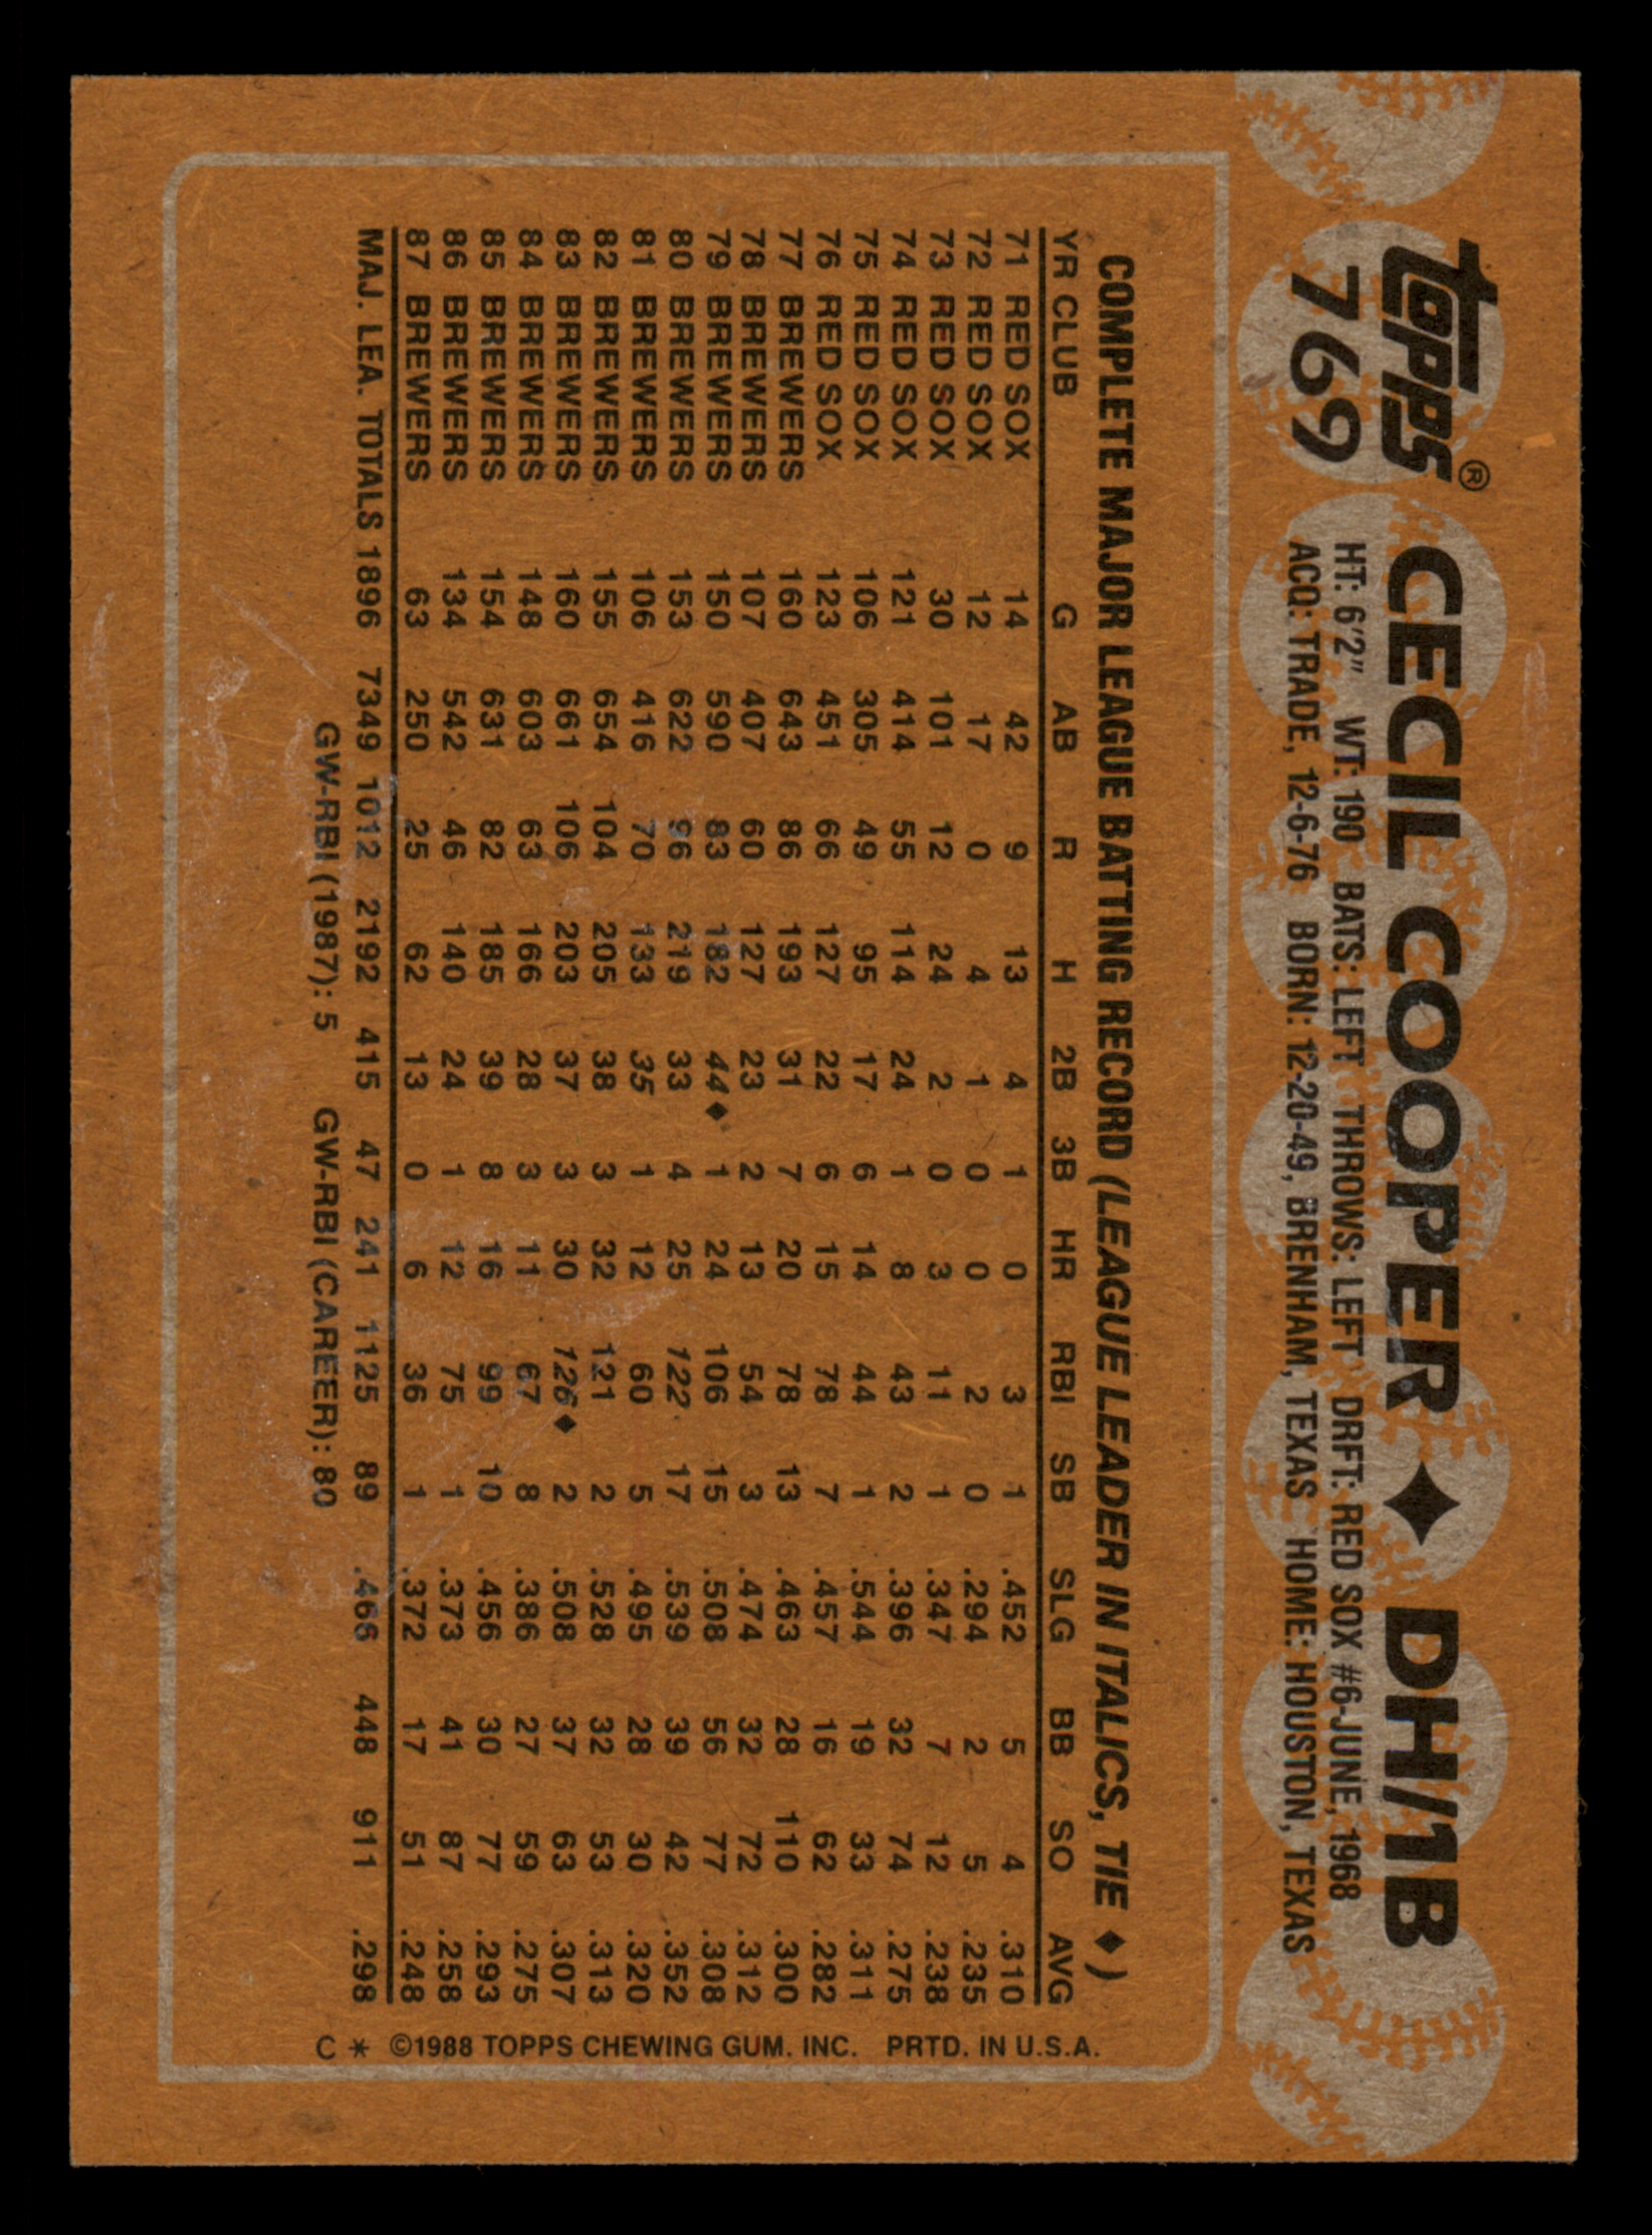 topps®
769
CECIL COOPER ✦ DH/1B
HT: 6'2" WT: 190 BATS: LEFT THROWS: LEFT DRFT: RED SOX #6-JUNE, 1968
ACQ: TRADE, 12-6-76 BORN: 12-20-49, BRENHAM, TEXAS HOME: HOUSTON, TEXAS
COMPLETE MAJOR LEAGUE BATTING RECORD (LEAGUE LEADER IN ITALICS, TIE ♦)
YR CLUB G AB R H 2B 3B HR RBI SB SLG BB SO AVG
71 RED SOX 14 42 9 13 4 1 0 3 1 .452 5 4 .310
72 RED SOX 12 17 0 4 1 0 0 2 0 .294 2 5 .235
73 RED SOX 30 101 12 24 2 0 3 11 1 .347 7 12 .238
74 RED SOX 121 414 55 114 24 1 8 43 2 .396 32 74 .275
75 RED SOX 106 305 49 95 17 6 14 44 1 .544 19 33 .311
76 RED SOX 123 451 66 127 22 6 15 78 7 .457 16 62 .282
77 BREWERS 160 643 86 193 31 7 20 78 13 .463 28 110 .300
78 BREWERS 107 407 60 127 23 2 13 54 3 .474 32 72 .312
79 BREWERS 150 590 83 182 44♦ 1 24 106 15 .508 56 77 .308
80 BREWERS 153 622 96 219 33 4 25 122 17 .539 39 42 .352
81 BREWERS 106 416 70 133 35 1 12 60 5 .495 28 30 .320
82 BREWERS 155 654 104 205 38 3 32 121 2 .528 32 53 .313
83 BREWERS 160 661 106 203 37 3 30 126♦ 2 .508 37 63 .307
84 BREWERS 148 603 63 166 28 3 11 67 8 .386 27 59 .275
85 BREWERS 154 631 82 185 39 8 16 99 10 .456 30 77 .293
86 BREWERS 134 542 46 140 24 1 12 75 1 .373 41 87 .258
87 BREWERS 63 250 25 62 13 0 6 36 1 .372 17 51 .248
MAJ. LEA. TOTALS 1896 7349 1012 2192 415 47 241 1125 89 .466 448 911 .298
GW-RBI (1987): 5 GW-RBI (CAREER): 80
C * ©1988 TOPPS CHEWING GUM. INC. PRTD. IN U.S.A.